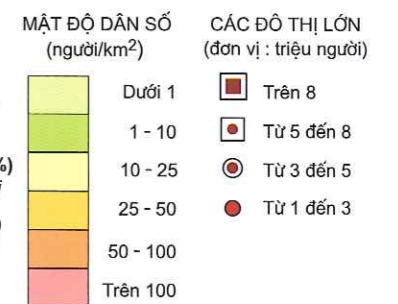 MẬT ĐỘ DÂN SỐ
(người/km²)
Dưới 1
1 - 10
10 - 25
25 - 50
50 - 100
Trên 100
CÁC ĐÔ THỊ LỚN
(đơn vị : triệu người)
Trên 8
Từ 5 đến 8
Từ 3 đến 5
Từ 1 đến 3
%)